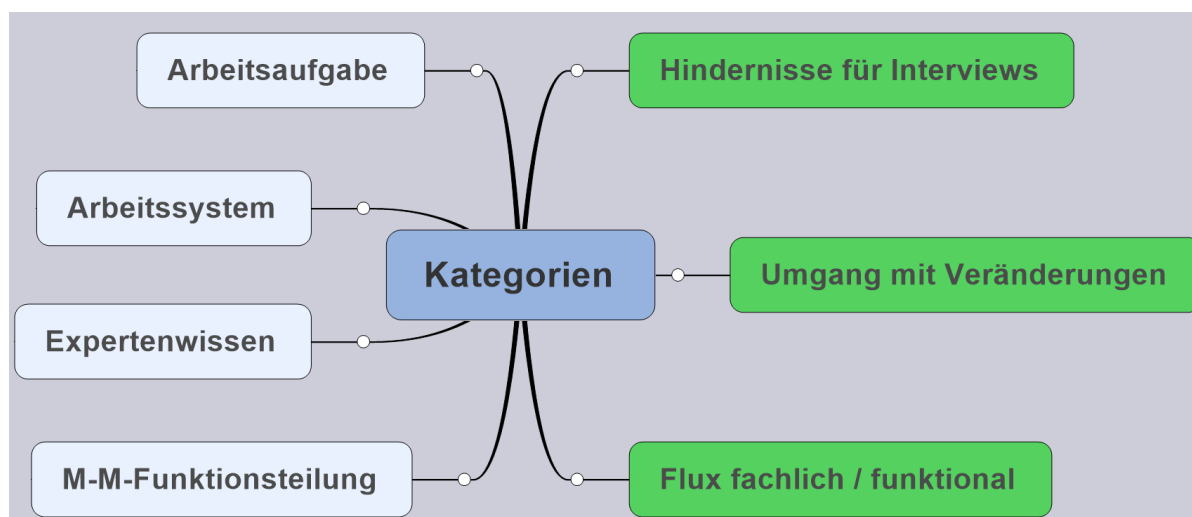 Arbeitsaufgabe
Hindernisse für Interviews
Arbeitssystem
Kategorien
Umgang mit Veränderungen
Expertenwissen
M-M-Funktionsteilung
Flux fachlich / funktional